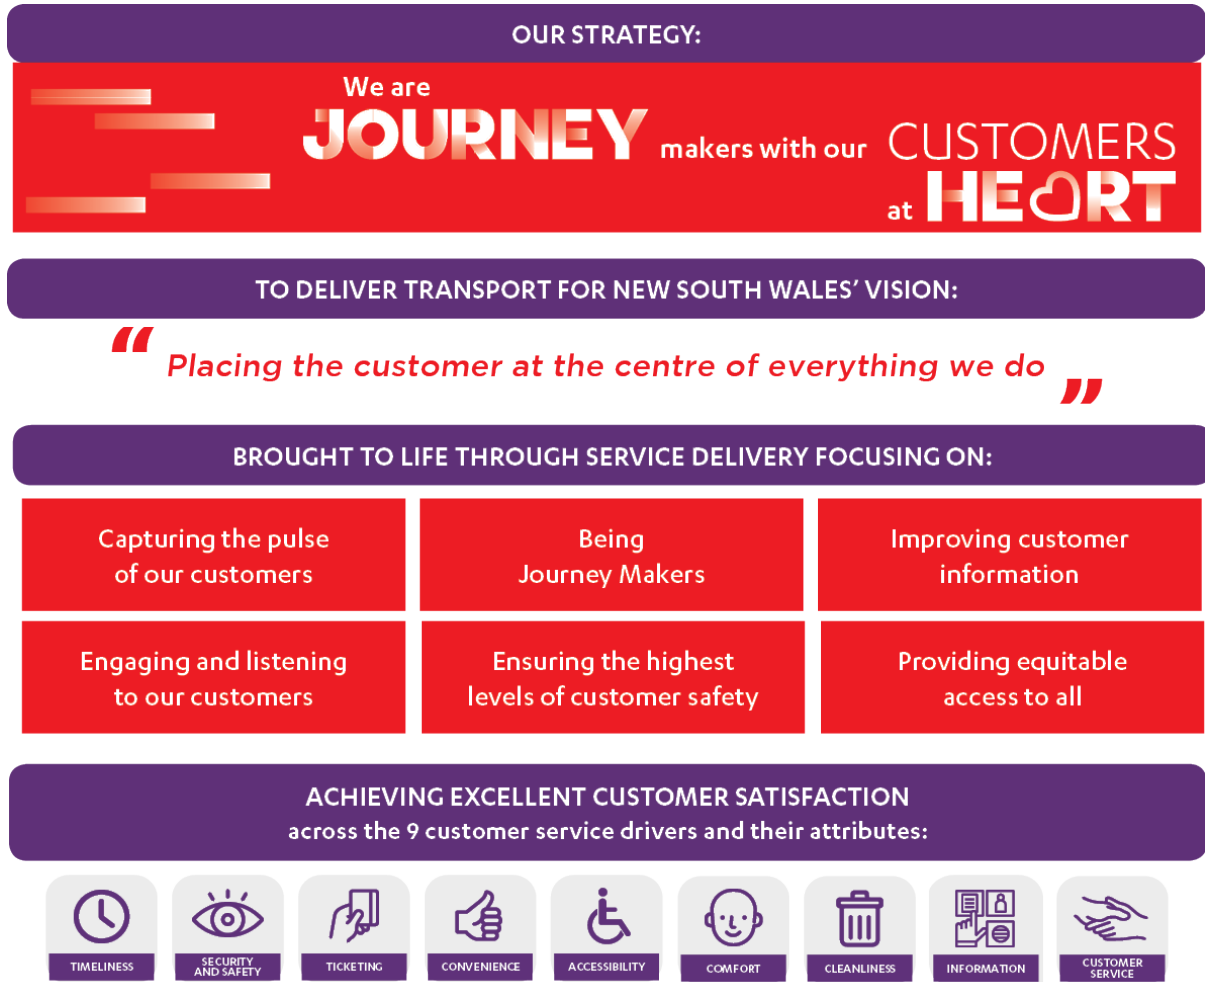 OUR STRATEGY:
We are
JOURNEY makers with our CUSTOMERS
at HEART
TO DELIVER TRANSPORT FOR NEW SOUTH WALES’ VISION:
“ Placing the customer at the centre of everything we do ”
BROUGHT TO LIFE THROUGH SERVICE DELIVERY FOCUSING ON:
Capturing the pulse
of our customers
Being
Journey Makers
Improving customer
information
Engaging and listening
to our customers
Ensuring the highest
levels of customer safety
Providing equitable
access to all
ACHIEVING EXCELLENT CUSTOMER SATISFACTION
across the 9 customer service drivers and their attributes:
TIMELINESS
SECURITY
AND SAFETY
TICKETING
CONVENIENCE
ACCESSIBILITY
COMFORT
CLEANLINESS
INFORMATION
CUSTOMER
SERVICE